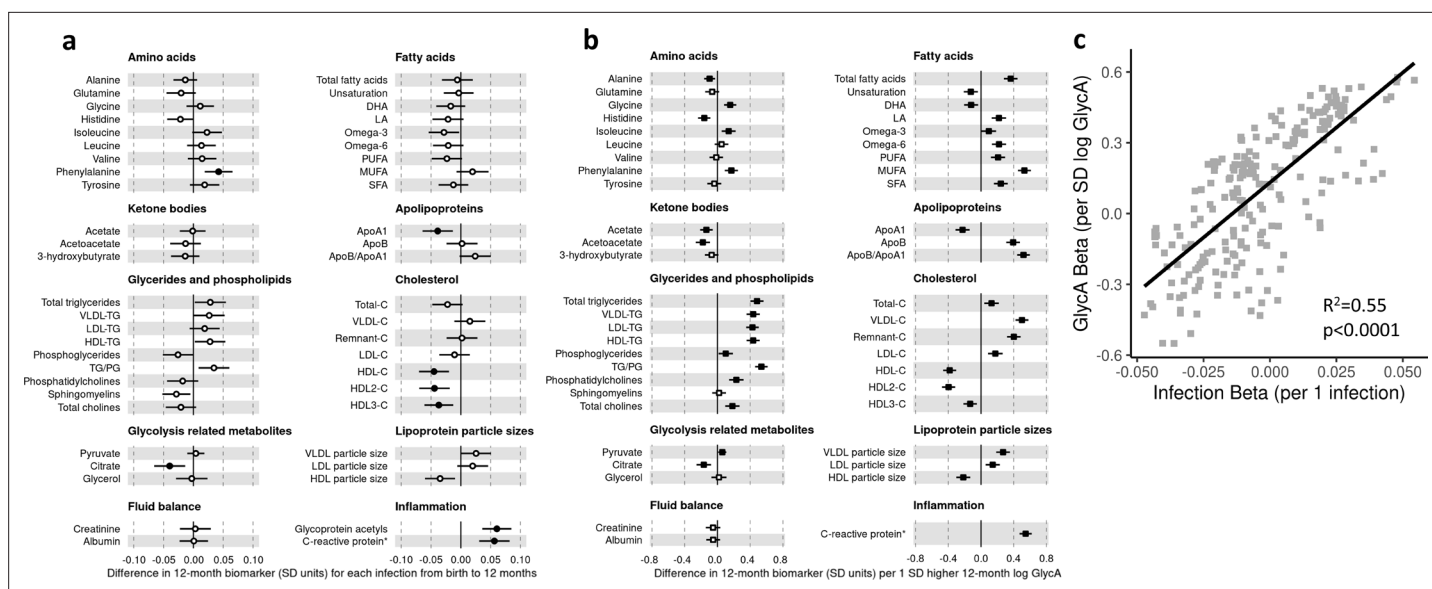 a
Amino acids
Alanine
Glutamine
Glycine
Histidine
Isoleucine
Leucine
Valine
Phenylalanine
Tyrosine
Ketone bodies
Acetate
Acetoacetate
3-hydroxybutyrate
Glycerides and phospholipids
Total triglycerides
VLDL-TG
LDL-TG
HDL-TG
Phosphoglycerides
TG/PG
Phosphatidylcholines
Sphingomyelins
Total cholines
Glycolysis related metabolites
Pyruvate
Citrate
Glycerol
Fluid balance
Creatinine
Albumin
-0.10 -0.05 0.00 0.05 0.10
Fatty acids
Total fatty acids
Unsaturation
DHA
LA
Omega-3
Omega-6
PUFA
MUFA
SFA
Apolipoproteins
ApoA1
ApoB
ApoB/ApoA1
Cholesterol
Total-C
VLDL-C
Remnant-C
LDL-C
HDL-C
HDL2-C
HDL3-C
Lipoprotein particle sizes
VLDL particle size
LDL particle size
HDL particle size
Inflammation
Glycoprotein acetyls
C-reactive protein*
-0.10 -0.05 0.00 0.05 0.10
Difference in 12-month biomarker (SD units) for each infection from birth to 12 months
b
Amino acids
Alanine
Glutamine
Glycine
Histidine
Isoleucine
Leucine
Valine
Phenylalanine
Tyrosine
Ketone bodies
Acetate
Acetoacetate
3-hydroxybutyrate
Glycerides and phospholipids
Total triglycerides
VLDL-TG
LDL-TG
HDL-TG
Phosphoglycerides
TG/PG
Phosphatidylcholines
Sphingomyelins
Total cholines
Glycolysis related metabolites
Pyruvate
Citrate
Glycerol
Fluid balance
Creatinine
Albumin
-0.8 -0.4 0.0 0.4 0.8
Fatty acids
Total fatty acids
Unsaturation
DHA
LA
Omega-3
Omega-6
PUFA
MUFA
SFA
Apolipoproteins
ApoA1
ApoB
ApoB/ApoA1
Cholesterol
Total-C
VLDL-C
Remnant-C
LDL-C
HDL-C
HDL2-C
HDL3-C
Lipoprotein particle sizes
VLDL particle size
LDL particle size
HDL particle size
Inflammation
C-reactive protein*
-0.8 -0.4 0.0 0.4 0.8
Difference in 12-month biomarker (SD units) per 1 SD higher 12-month log GlycA
c
GlycA Beta (per SD log GlycA)
0.6
0.3
0.0
-0.3
-0.6
R²=0.55
p<0.0001
-0.050 -0.025 0.000 0.025 0.050
Infection Beta (per 1 infection)